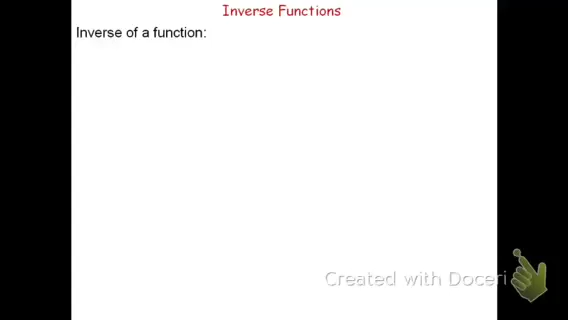 Inverse Functions
Inverse of a function:
Created with Doceri